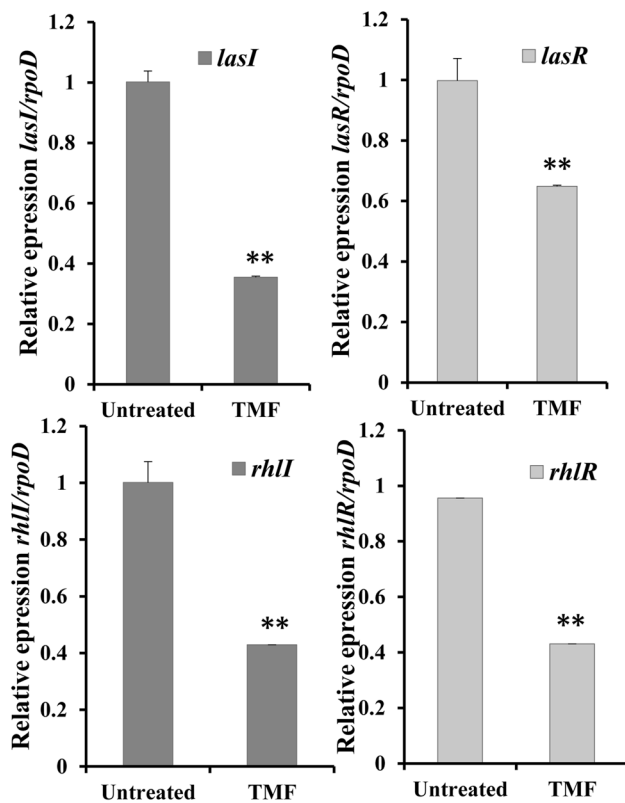 Relative epression lasI/rpoD
1.2
1
0.8
0.6
0.4
0.2
0
lasI
**
Untreated TMF
Relative epression lasR/rpoD
1.2
1
0.8
0.6
0.4
0.2
0
lasR
**
Untreated TMF
Relative epression rhlI/rpoD
1.2
1
0.8
0.6
0.4
0.2
0
rhlI
**
Untreated TMF
Relative epression rhlR/rpoD
1.2
1
0.8
0.6
0.4
0.2
0
rhlR
**
Untreated TMF